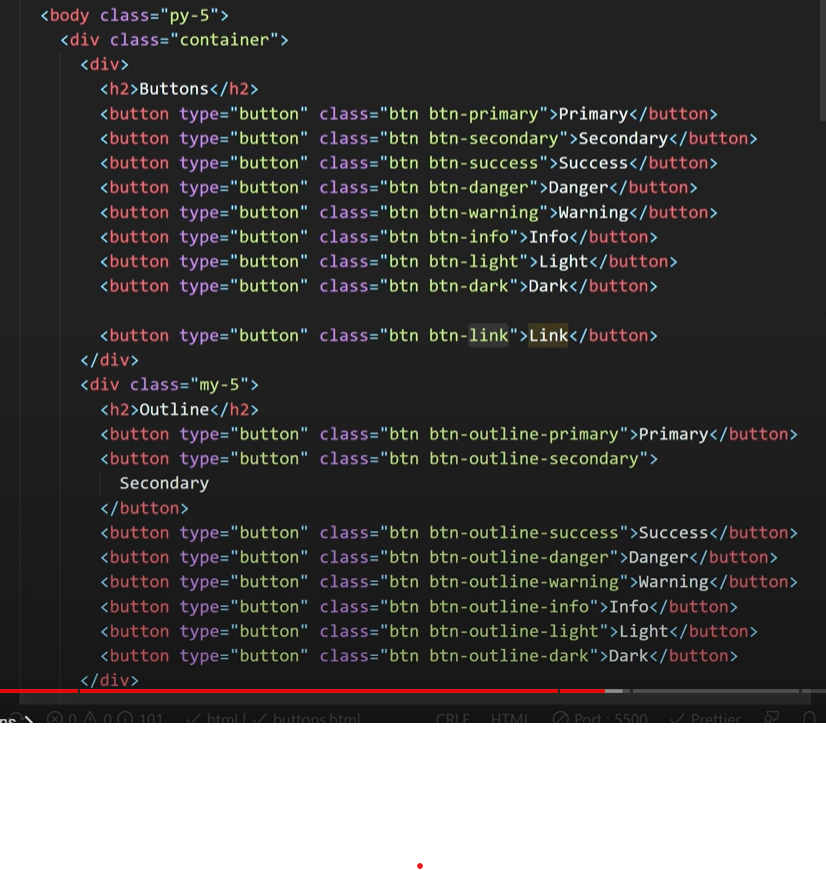 <body class="py-5">
<div class="container">
<div>
<h2>Buttons</h2>
<button type="button" class="btn btn-primary">Primary</button>
<button type="button" class="btn btn-secondary">Secondary</button>
<button type="button" class="btn btn-success">Success</button>
<button type="button" class="btn btn-danger">Danger</button>
<button type="button" class="btn btn-warning">Warning</button>
<button type="button" class="btn btn-info">Info</button>
<button type="button" class="btn btn-light">Light</button>
<button type="button" class="btn btn-dark">Dark</button>
<button type="button" class="btn btn-link">Link</button>
</div>
<div class="my-5">
<h2>Outline</h2>
<button type="button" class="btn btn-outline-primary">Primary</button>
<button type="button" class="btn btn-outline-secondary">
Secondary
</button>
<button type="button" class="btn btn-outline-success">Success</button>
<button type="button" class="btn btn-outline-danger">Danger</button>
<button type="button" class="btn btn-outline-warning">Warning</button>
<button type="button" class="btn btn-outline-info">Info</button>
<button type="button" class="btn btn-outline-light">Light</button>
<button type="button" class="btn btn-outline-dark">Dark</button>
</div>
0 0 101 html | buttons.html CRLF HTML Port : 5500 Prettier